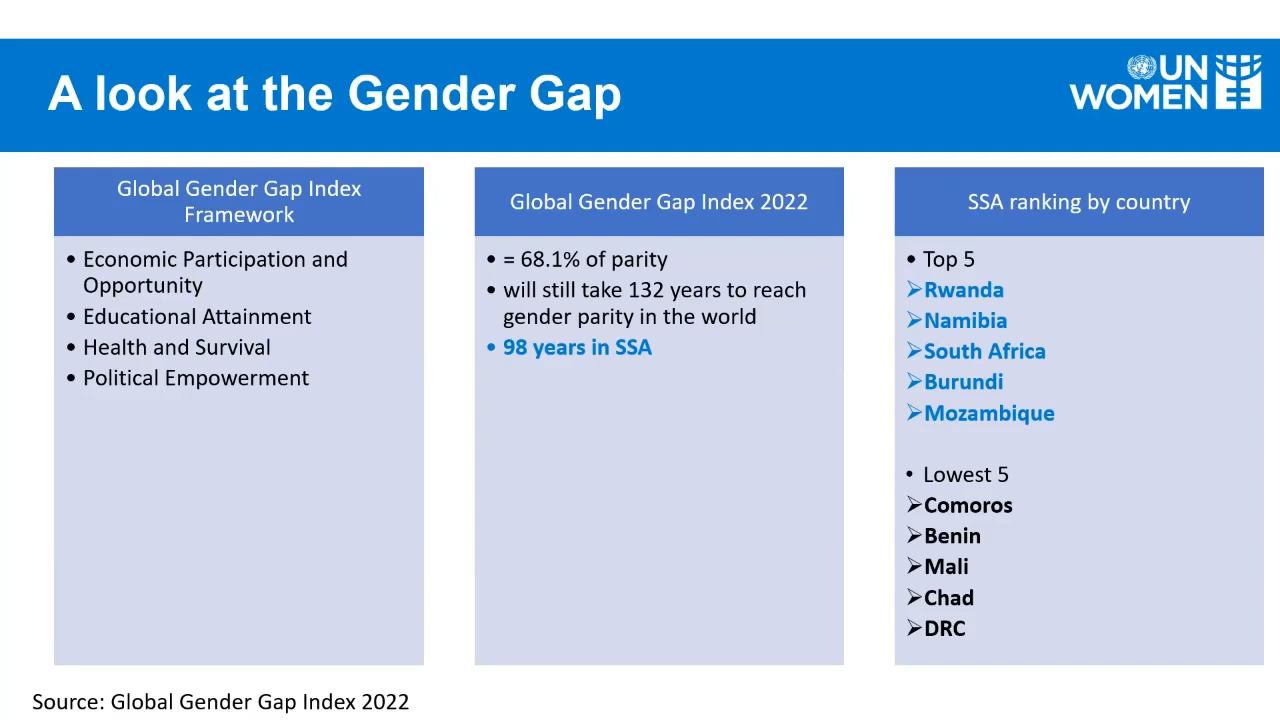 A look at the Gender Gap
UN
WOMEN
Global Gender Gap Index
Framework
• Economic Participation and
Opportunity
• Educational Attainment
• Health and Survival
• Political Empowerment
Global Gender Gap Index 2022
• = 68.1% of parity
• will still take 132 years to reach
gender parity in the world
• 98 years in SSA
SSA ranking by country
• Top 5
➢Rwanda
➢Namibia
➢South Africa
➢Burundi
➢Mozambique
• Lowest 5
➢Comoros
➢Benin
➢Mali
➢Chad
➢DRC
Source: Global Gender Gap Index 2022